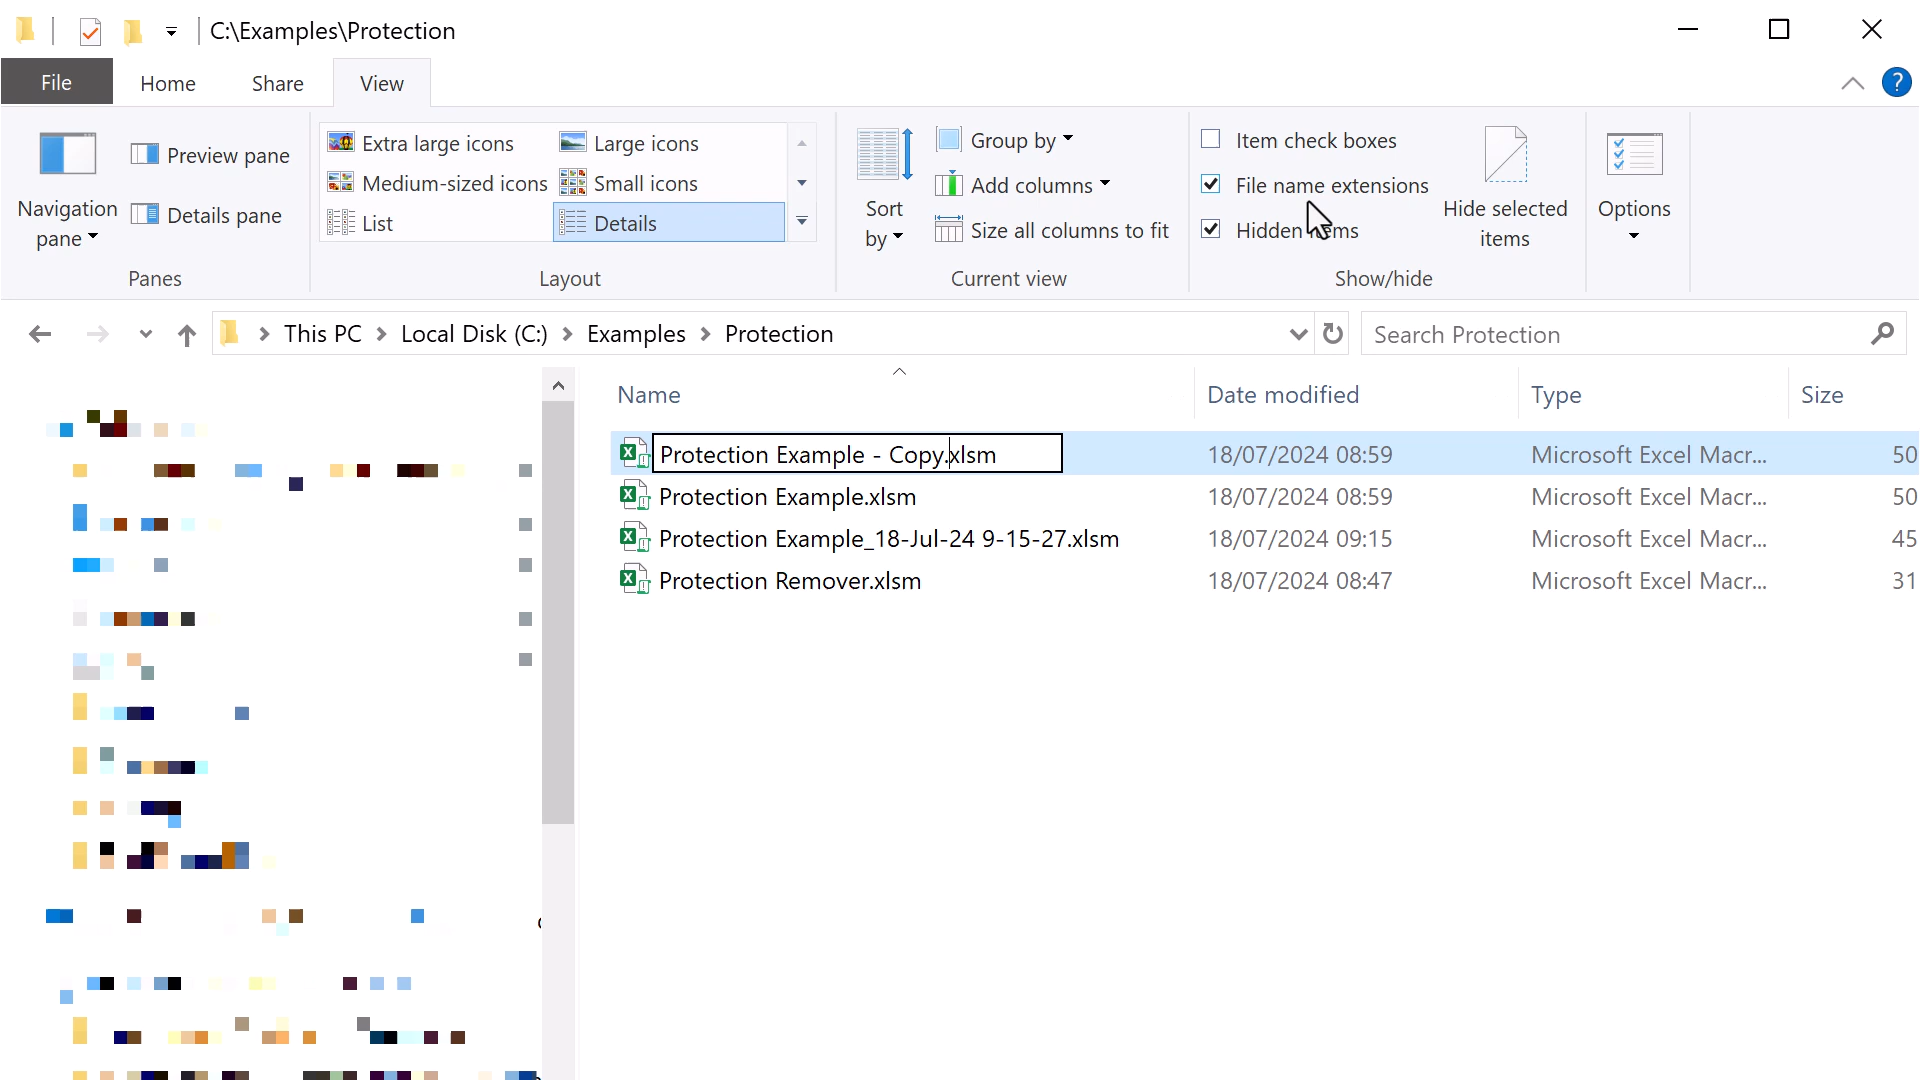 C:\Examples\Protection
File Home Share View
Navigation pane
Preview pane
Details pane
Panes
Extra large icons Large icons
Medium-sized icons Small icons
List Details
Layout
Sort by
Group by
Add columns
Size all columns to fit
Current view
Item check boxes
File name extensions
Hidden items
Hide selected items
Show/hide
Options
This PC > Local Disk (C:) > Examples > Protection
Search Protection
Name Date modified Type Size
Protection Example - Copy.xlsm 18/07/2024 08:59 Microsoft Excel Macr... 50
Protection Example.xlsm 18/07/2024 08:59 Microsoft Excel Macr... 50
Protection Example_18-Jul-24 9-15-27.xlsm 18/07/2024 09:15 Microsoft Excel Macr... 45
Protection Remover.xlsm 18/07/2024 08:47 Microsoft Excel Macr... 31